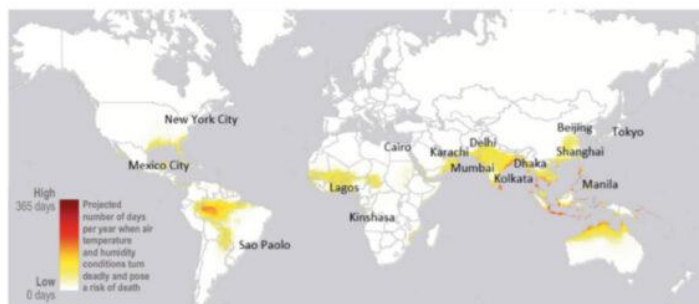 New York City
Beijing
Tokyo
Cairo
Delhi
Karachi
Dhaka
Shanghai
Mexico City
Mumbai
Kolkata
Lagos
Manila
Kinshasa
Sao Paolo
High
365 days
Low
0 days
Projected
number of days
per year when air
temperature
and humidity
conditions turn
deadly and pose
a risk of death